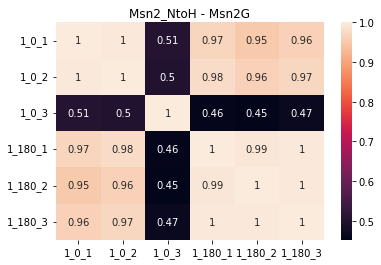 Msn2_NtoH - Msn2G
1_0_1 1 1 0.51 0.97 0.95 0.96 1.0
1_0_2 1 1 0.5 0.98 0.96 0.97 0.9
1_0_3 0.51 0.5 1 0.46 0.45 0.47 0.8
1_180_1 0.97 0.98 0.46 1 0.99 1 0.7
1_180_2 0.95 0.96 0.45 0.99 1 1 0.6
1_180_3 0.96 0.97 0.47 1 1 1 0.5
1_0_1 1_0_2 1_0_3 1_180_1 1_180_2 1_180_3